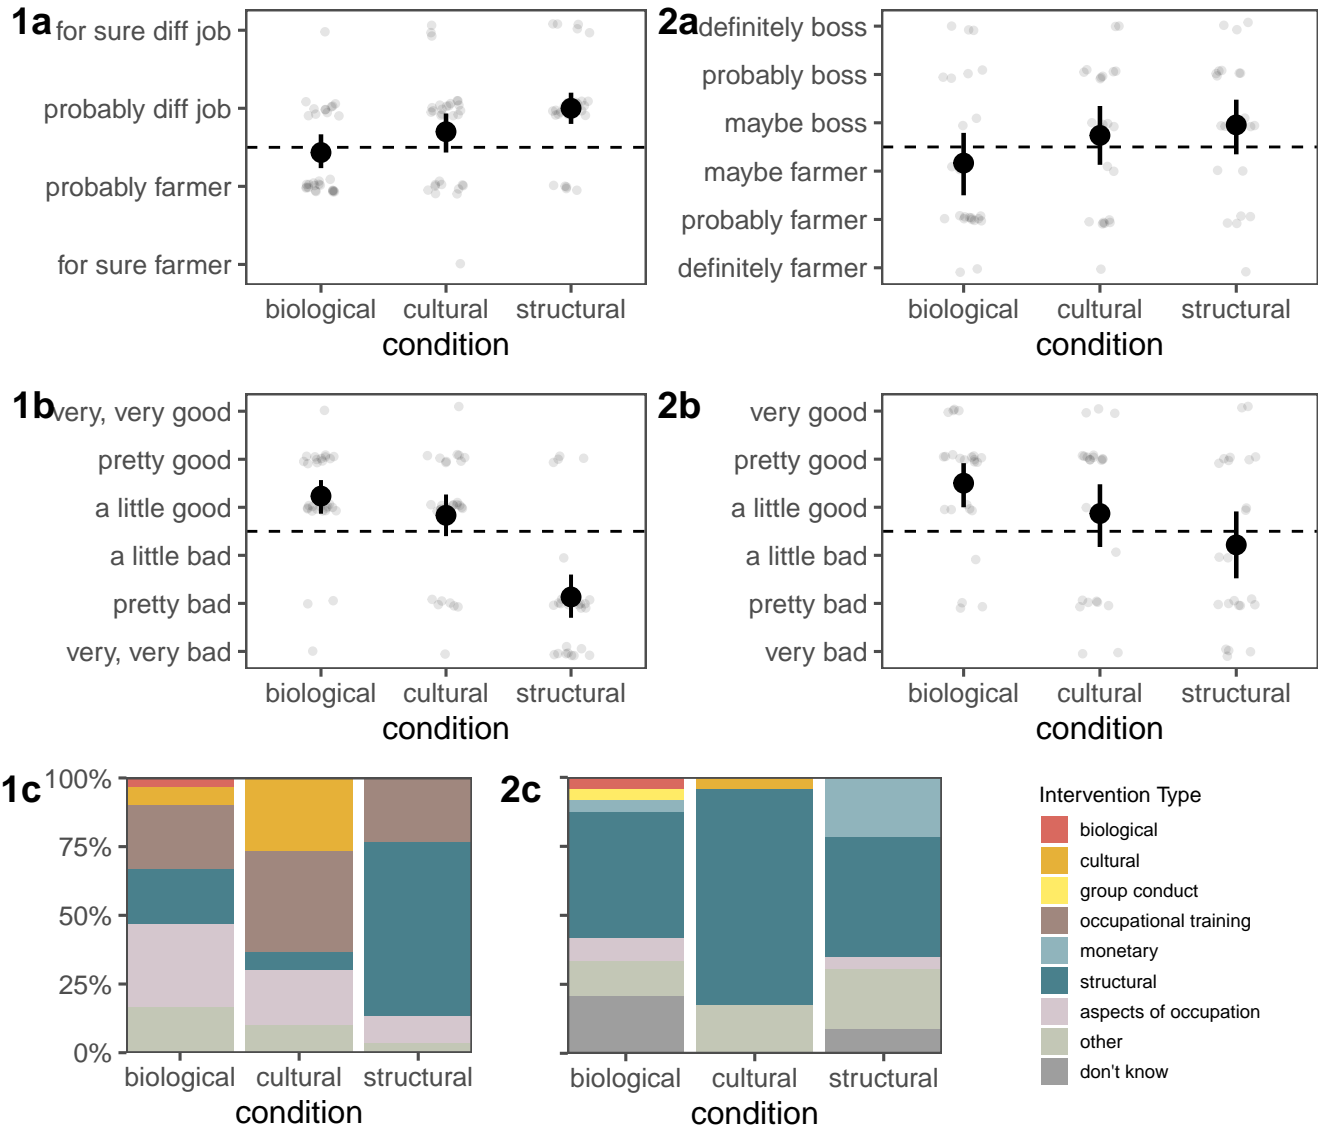 1a
for sure diff job
probably diff job
probably farmer
for sure farmer
biological cultural structural
condition
2a
definitely boss
probably boss
maybe boss
maybe farmer
probably farmer
definitely farmer
biological cultural structural
condition
1b
very, very good
pretty good
a little good
a little bad
pretty bad
very, very bad
biological cultural structural
condition
2b
very good
pretty good
a little good
a little bad
pretty bad
very bad
biological cultural structural
condition
1c
100%
75%
50%
25%
0%
biological cultural structural
condition
2c
biological cultural structural
condition
Intervention Type
biological
cultural
group conduct
occupational training
monetary
structural
aspects of occupation
other
don't know